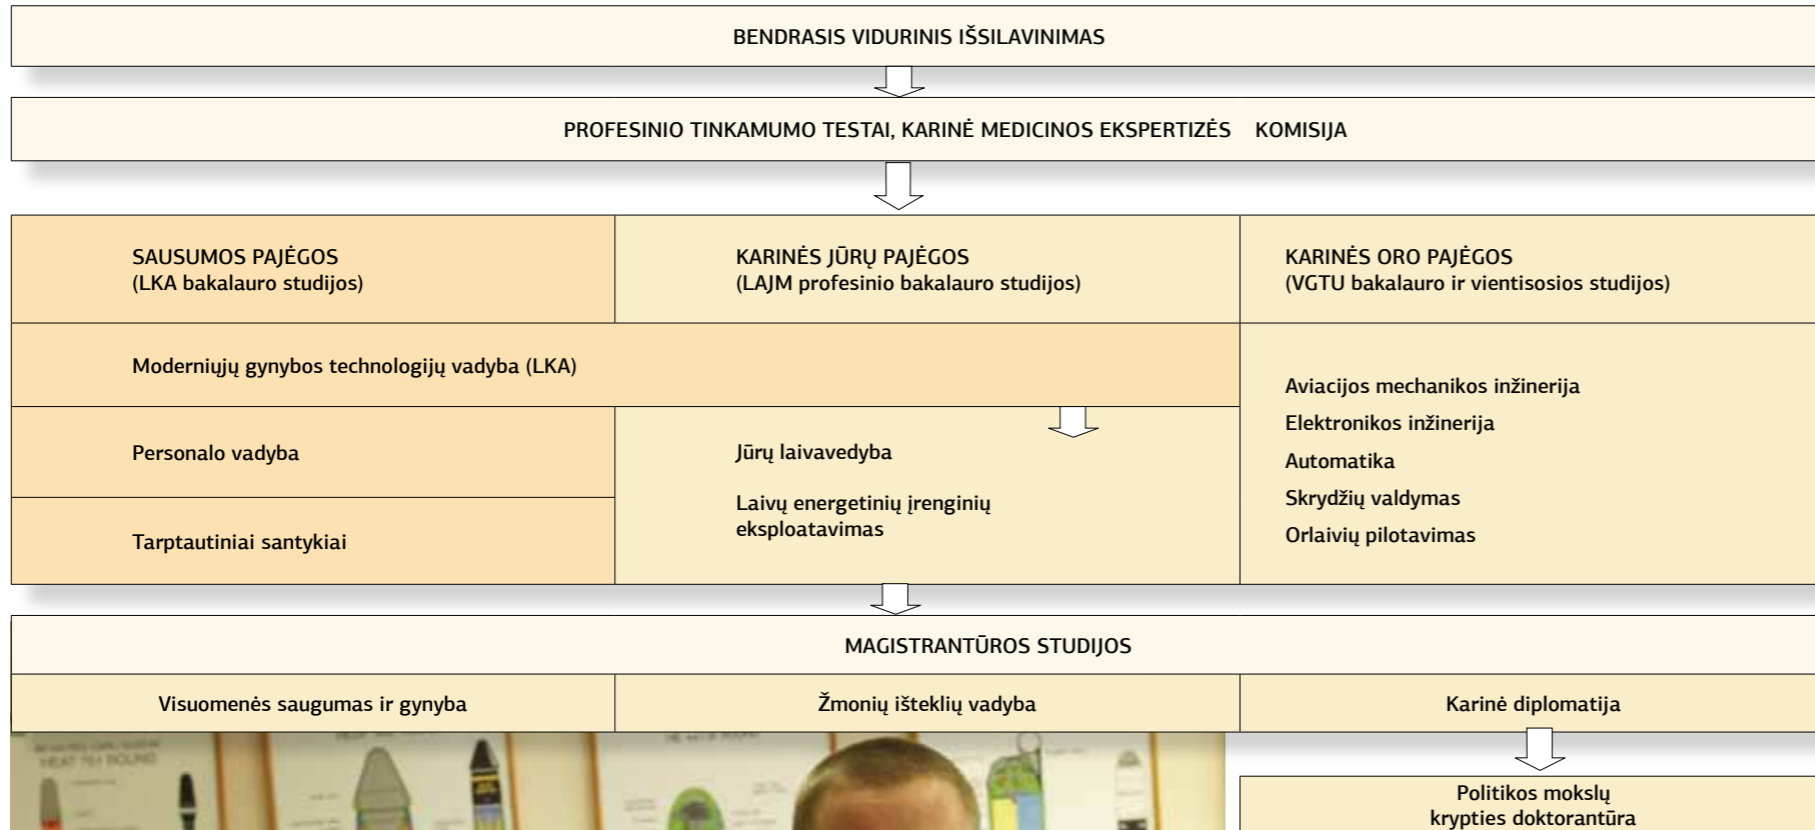 BENDRASIS VIDURINIS IŠSILAVINIMAS
PROFESINIO TINKAMUMO TESTAI, KARINĖ MEDICINOS EKSPERTIZĖS KOMISIJA
SAUSUMOS PAJĖGOS
(LKA bakalauro studijos)
KARINĖS JŪRŲ PAJĖGOS
(LAJM profesinio bakalauro studijos)
KARINĖS ORO PAJĖGOS
(VGTU bakalauro ir vientisosios studijos)
Moderniųjų gynybos technologijų vadyba (LKA)
Personalo vadyba
Tarptautiniai santykiai
Jūrų laivavedyba
Laivų energetinių įrenginių
eksploatavimas
Aviacijos mechanikos inžinerija
Elektronikos inžinerija
Automatika
Skrydžių valdymas
Orlaivių pilotavimas
MAGISTRANTŪROS STUDIJOS
Visuomenės saugumas ir gynyba
Žmonių išteklių vadyba
Karinė diplomatija
Politikos mokslų
krypties doktorantūra